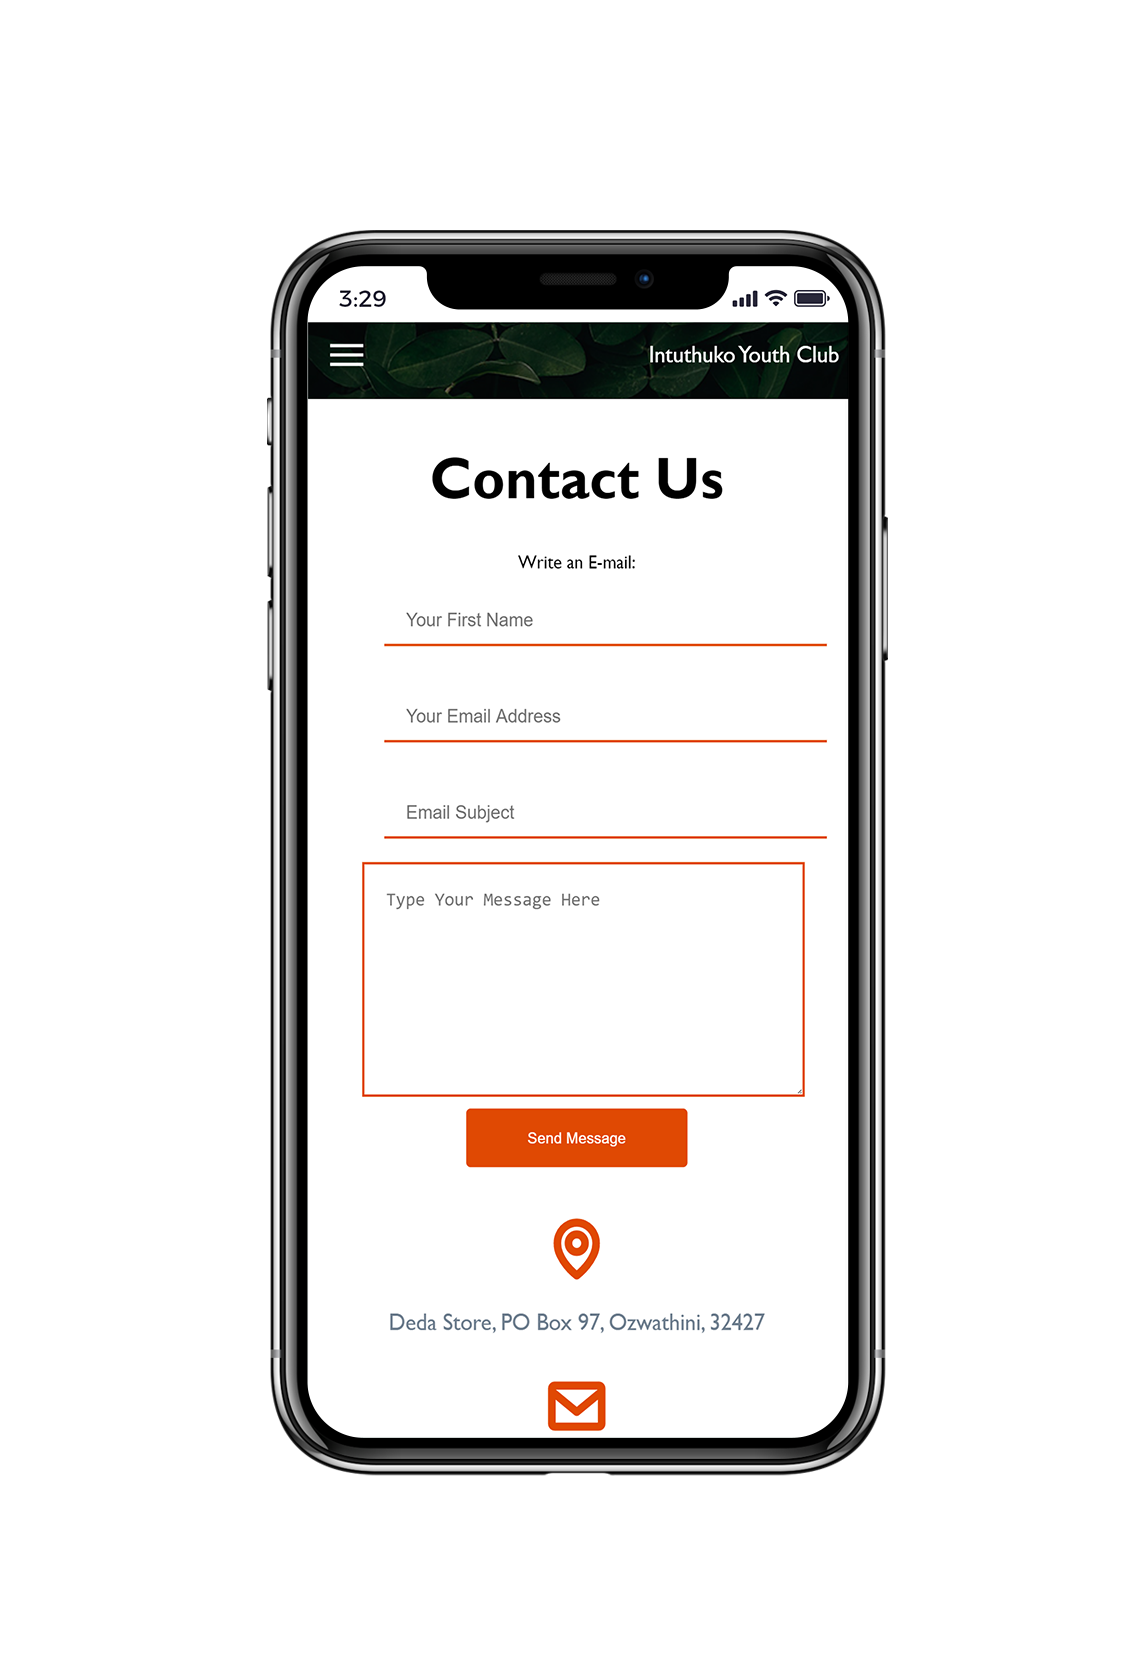 3:29
Intuthuko Youth Club
Contact Us
Write an E-mail:
Your First Name
Your Email Address
Email Subject
Type Your Message Here
Send Message
Deda Store, PO Box 97, Ozwathini, 32427